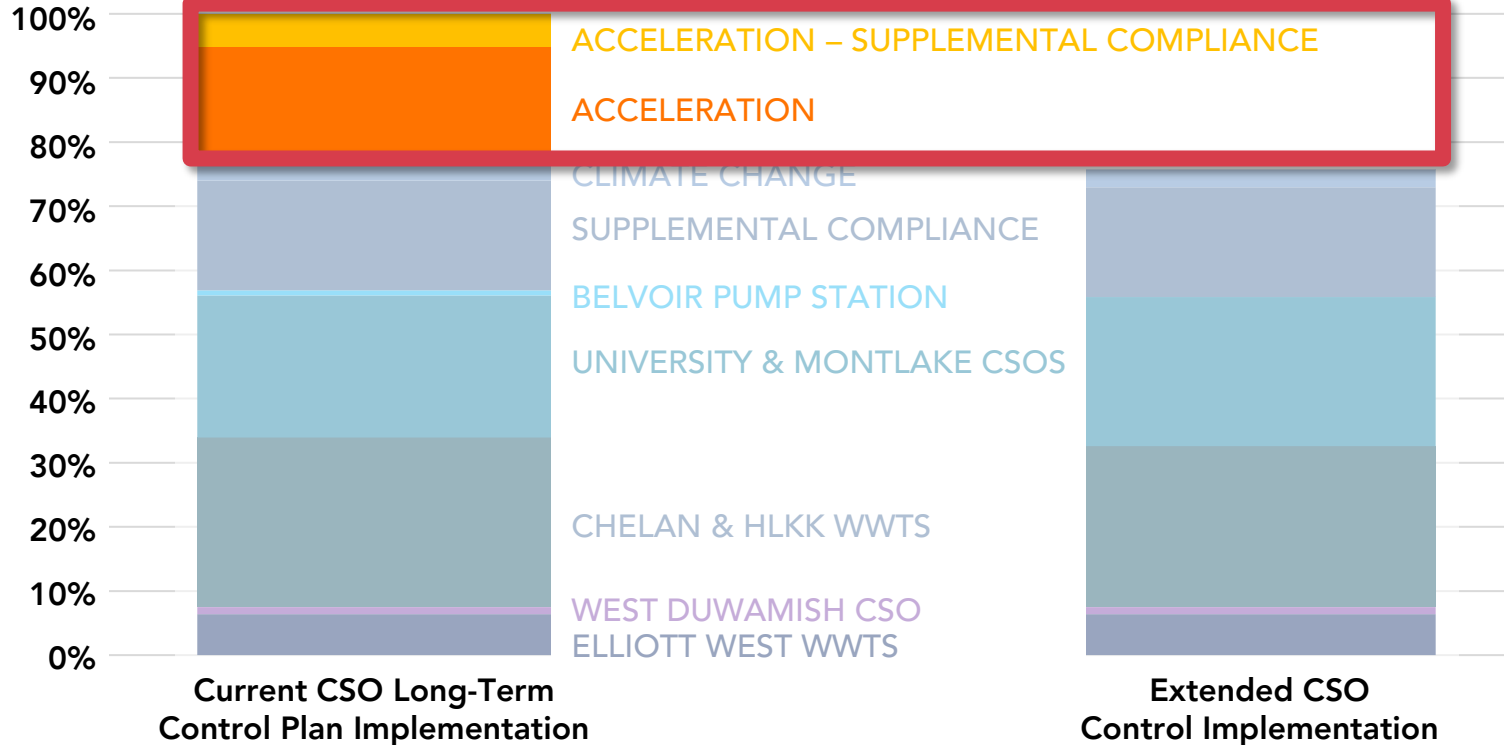 100%
90%
80%
70%
60%
50%
40%
30%
20%
10%
0%
ACCELERATION – SUPPLEMENTAL COMPLIANCE
ACCELERATION
CLIMATE CHANGE
SUPPLEMENTAL COMPLIANCE
BELVOIR PUMP STATION
UNIVERSITY & MONTLAKE CSOS
CHELAN & HLKK WWTS
WEST DUWAMISH CSO
ELLIOTT WEST WWTS
Current CSO Long-Term
Control Plan Implementation
Extended CSO
Control Implementation